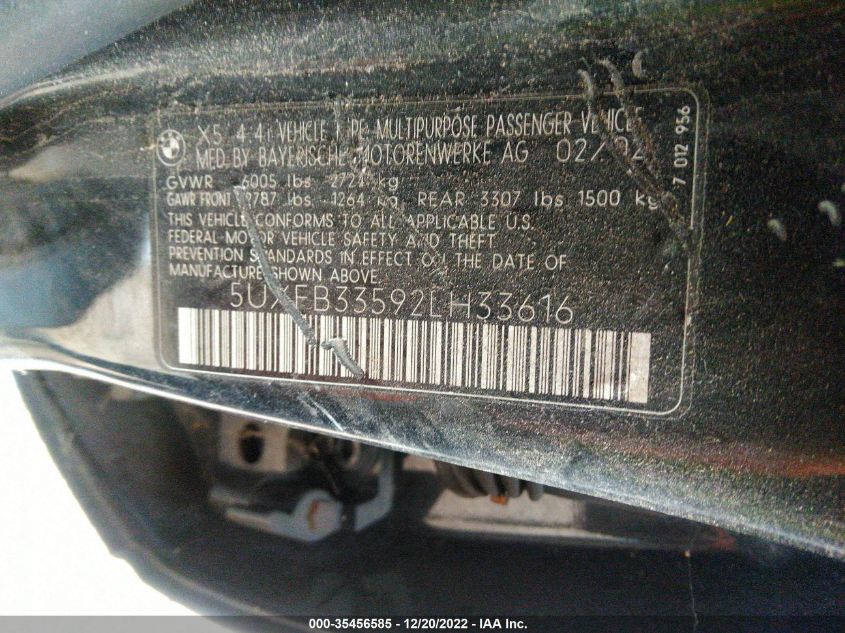 BMW
X5 4.4i VEHICLE TYPE MULTIPURPOSE PASSENGER VEHICLE
MFD BY BAYERISCHE MOTORENWERKE AG 02/02
GVWR 6005 lbs 2724 kg
GAWR FRONT 2787 lbs 1264 kg, REAR 3307 lbs 1500 kg
THIS VEHICLE CONFORMS TO ALL APPLICABLE U.S.
FEDERAL MOTOR VEHICLE SAFETY AND THEFT
PREVENTION STANDARDS IN EFFECT ON THE DATE OF
MANUFACTURE SHOWN ABOVE.
5UXFB33592LH33616
7 012 956
000-35456585 - 12/20/2022 - IAA Inc.